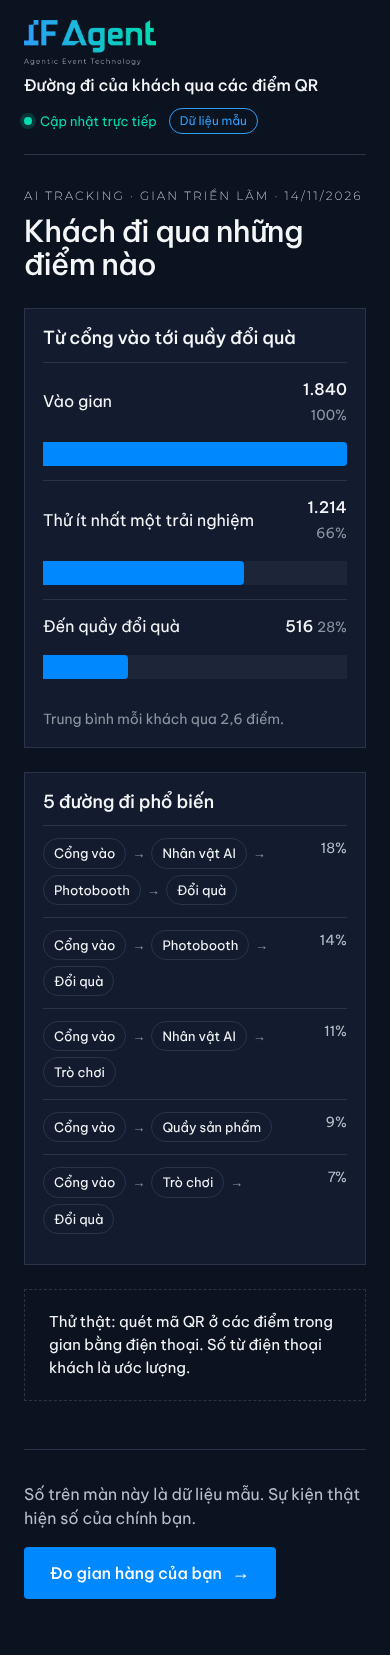 IF Agent
Agentic Event Technology
Đường đi của khách qua các điểm QR
Cập nhật trực tiếp
Dữ liệu mẫu
AI TRACKING · GIAN TRIỂN LÃM · 14/11/2026
Khách đi qua những
điểm nào
Từ cổng vào tới quầy đổi quà
Vào gian
1.840
100%
Thử ít nhất một trải nghiệm
1.214
66%
Đến quầy đổi quà
516 28%
Trung bình mỗi khách qua 2,6 điểm.
5 đường đi phổ biến
Cổng vào → Nhân vật AI → 18%
Photobooth → Đổi quà
Cổng vào → Photobooth → 14%
Đổi quà
Cổng vào → Nhân vật AI → 11%
Trò chơi
Cổng vào → Quầy sản phẩm 9%
Cổng vào → Trò chơi → 7%
Đổi quà
Thử thật: quét mã QR ở các điểm trong
gian bằng điện thoại. Số từ điện thoại
khách là ước lượng.
Số trên màn này là dữ liệu mẫu. Sự kiện thật
hiện số của chính bạn.
Đo gian hàng của bạn →